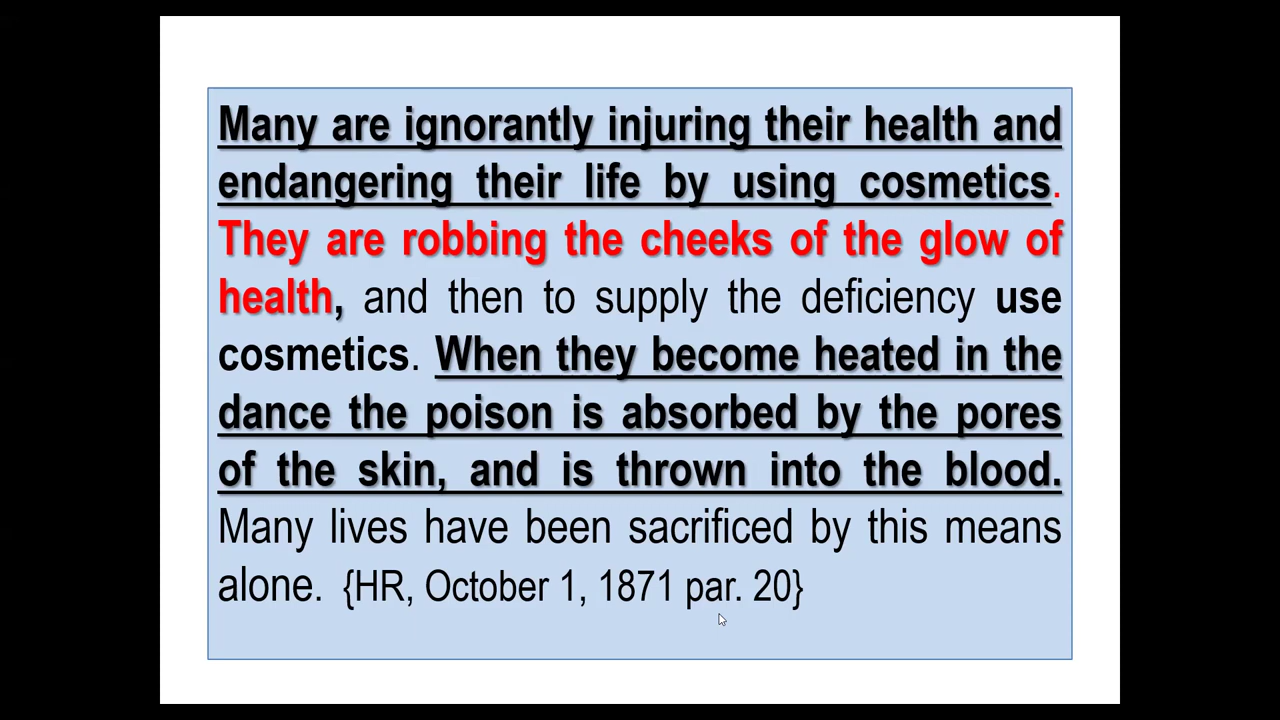 Many are ignorantly injuring their health and
endangering their life by using cosmetics.
They are robbing the cheeks of the glow of
health, and then to supply the deficiency use
cosmetics. When they become heated in the
dance the poison is absorbed by the pores
of the skin, and is thrown into the blood.
Many lives have been sacrificed by this means
alone. {HR, October 1, 1871 par. 20}